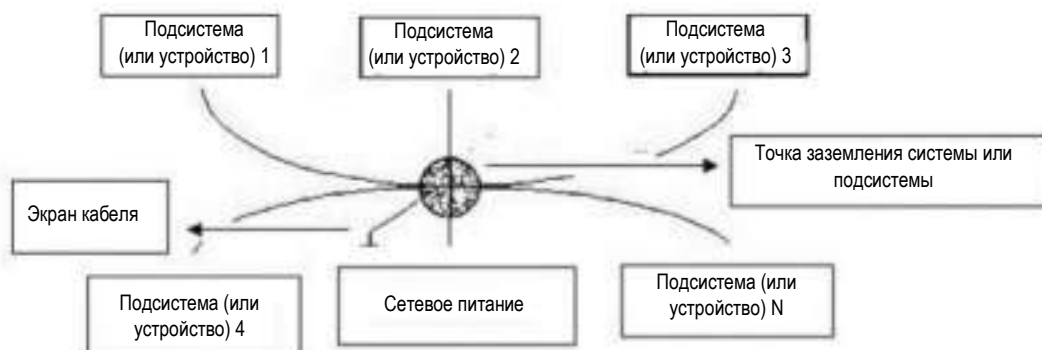 Подсистема
(или устройство) 1
Подсистема
(или устройство) 2
Подсистема
(или устройство) 3
Точка заземления системы или
подсистемы
Экран кабеля
Подсистема (или
устройство) 4
Сетевое питание
Подсистема (или
устройство) N